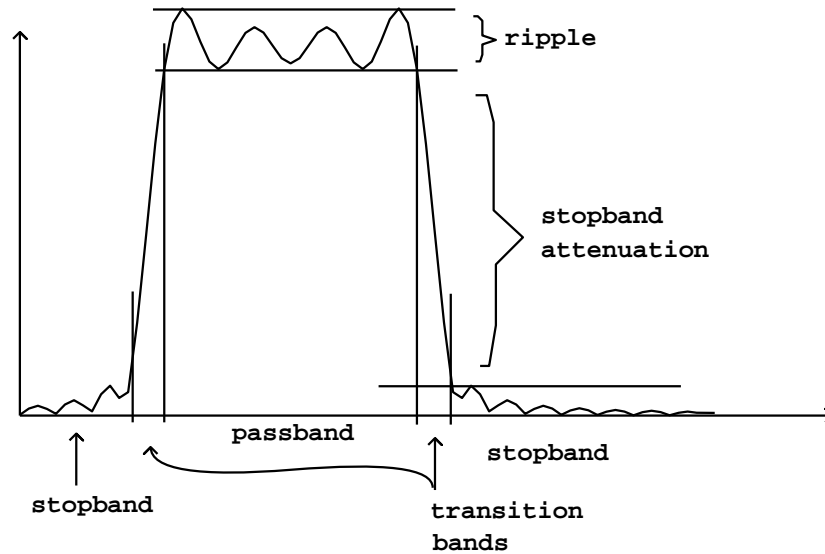 ripple
stopband
attenuation
passband
stopband
stopband
transition
bands